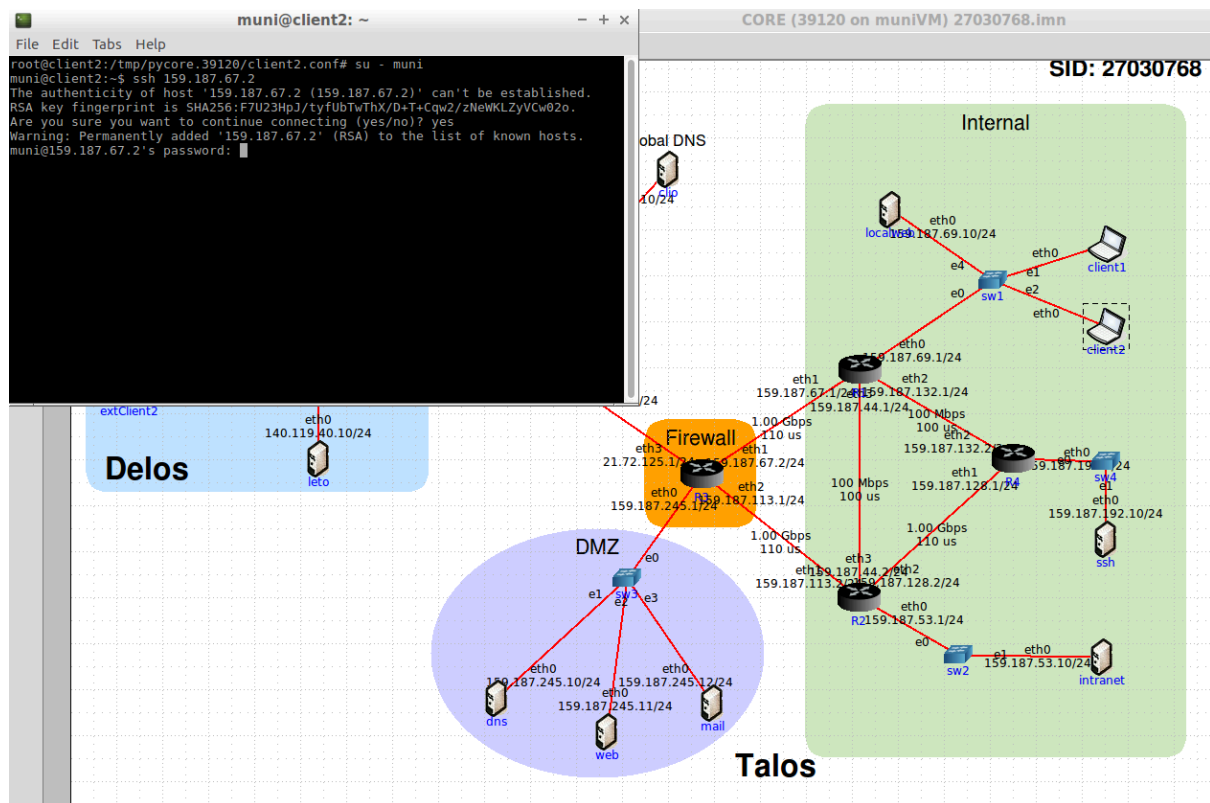 muni@client2: ~
CORE (39120 on muniVM) 27030768.imn
File Edit Tabs Help
root@client2:/tmp/pycore.39120/client2.conf# su - muni
muni@client2:~$ ssh 159.187.67.2
The authenticity of host '159.187.67.2 (159.187.67.2)' can't be established.
RSA key fingerprint is SHA256:F7U23HpJ/tyfUbTwThX/D+T+Cqw2/zNeWKLZyVCw02o.
Are you sure you want to continue connecting (yes/no)? yes
Warning: Permanently added '159.187.67.2' (RSA) to the list of known hosts.
muni@159.187.67.2's password:
SID: 27030768
Internal
obal DNS
clio
10/24
eth0
159.187.69.10/24
e4
eth0
client1
e1
sw1
e2
e0
eth0
client2
eth0
159.187.69.1/24
eth1
159.187.67.1/24
eth2
159.187.132.1/24
159.187.44.1/24
100 Mbps
100 us
/24
extClient2
eth0
140.119.40.10/24
Delos
leto
1.00 Gbps
110 us
Firewall
eth3
21.72.125.1/24
eth1
159.187.67.2/24
eth2
159.187.132.2/24
eth0
sw4
R4
eth1
159.187.128.1/24
e1
eth0
159.187.192.10/24
ssh
eth0
159.187.245.1/24
R3
eth2
159.187.113.1/24
100 Mbps
100 us
1.00 Gbps
110 us
1.00 Gbps
110 us
DMZ
e0
sw3
e1
e2
e3
eth3
159.187.44.2/24
eth1
159.187.113.2/24
eth2
159.187.128.2/24
R2
eth0
159.187.53.1/24
e0
sw2
e1
eth0
159.187.53.10/24
intranet
eth0
159.187.245.10/24
eth0
159.187.245.12/24
eth0
159.187.245.11/24
dns
web
mail
Talos